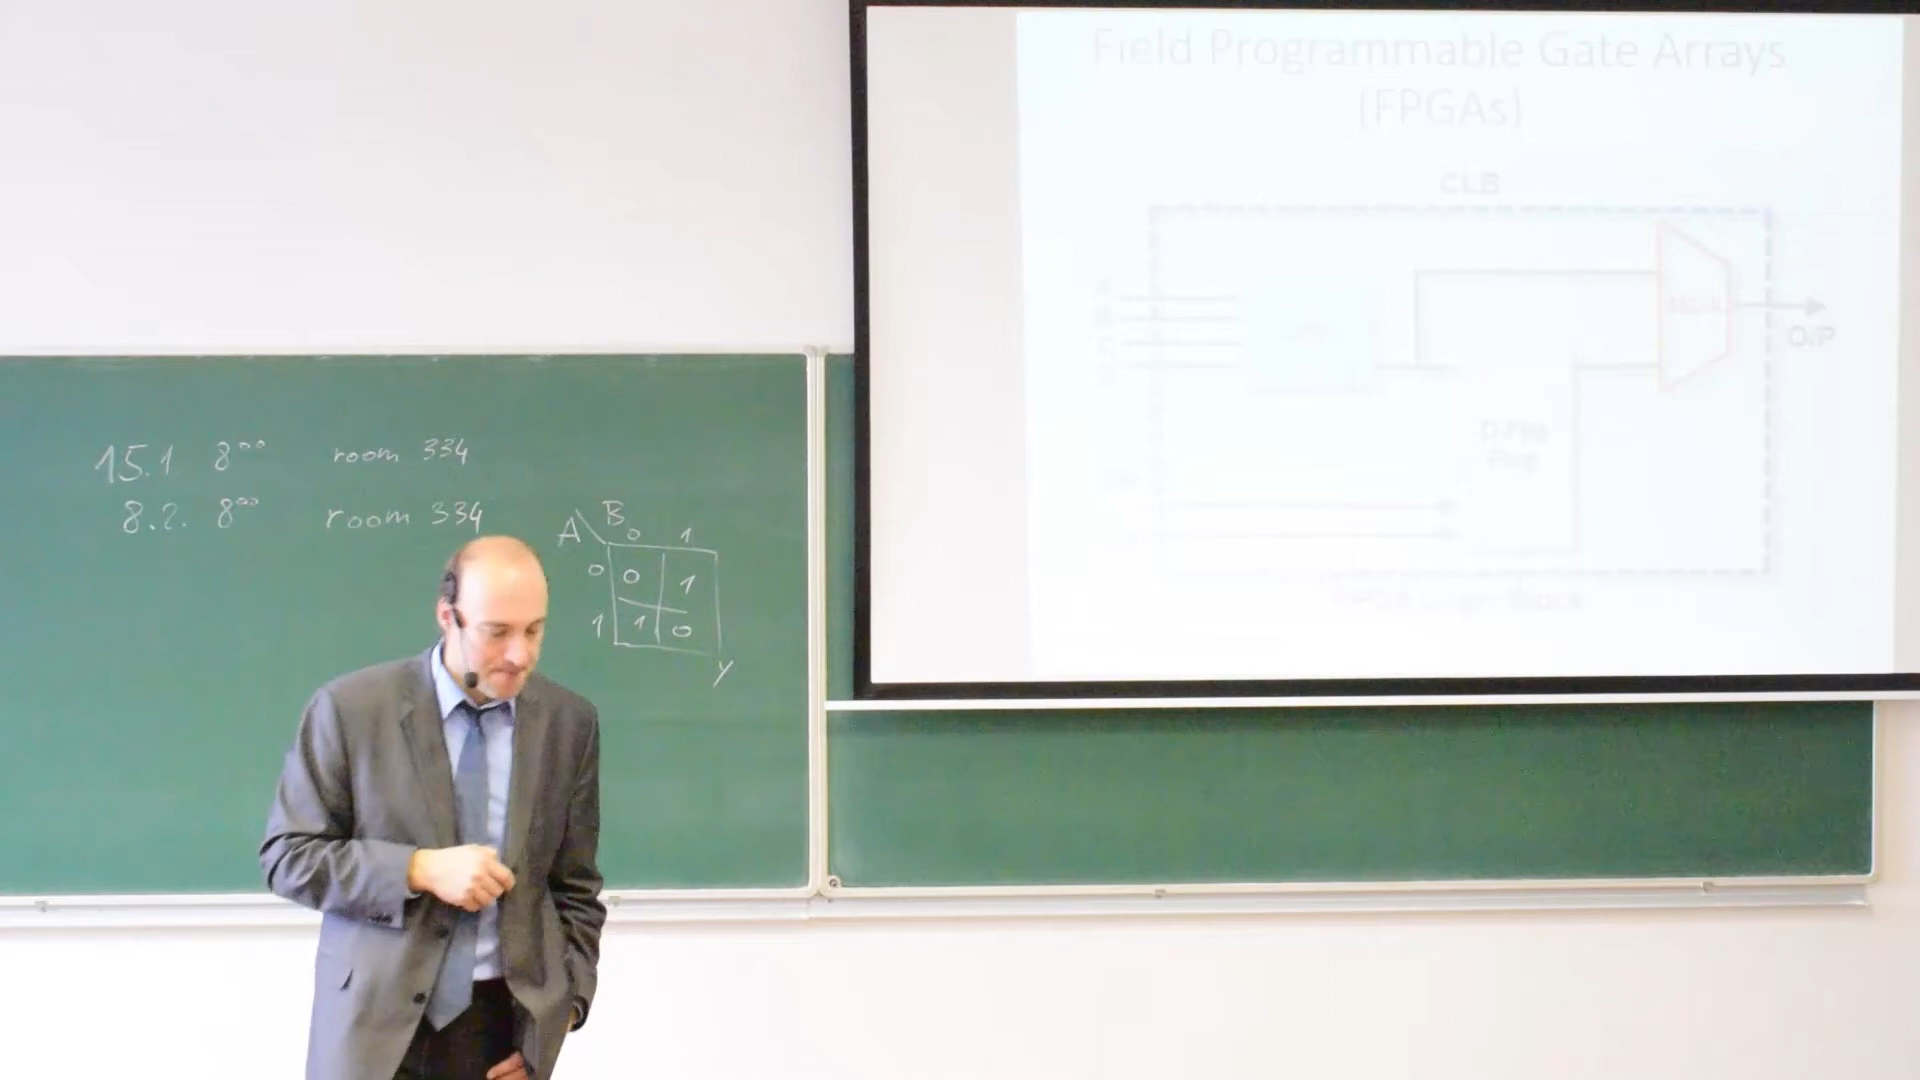 15.1 8⁰⁰ room 334
8.2. 8⁰⁰ room 334
A B
0 1
0 0 1
1 1 0
Y
Field Programmable Gate Arrays
(FPGAs)
CLB
O/P
D-Flip
Flop